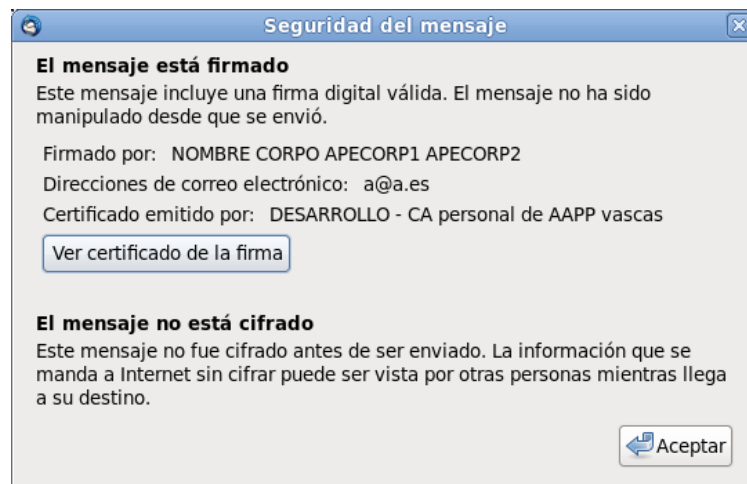 Seguridad del mensaje
El mensaje está firmado
Este mensaje incluye una firma digital válida. El mensaje no ha sido
manipulado desde que se envió.
Firmado por: NOMBRE CORPO APECORP1 APECORP2
Direcciones de correo electrónico: a@a.es
Certificado emitido por: DESARROLLO - CA personal de AAPP vascas
Ver certificado de la firma
El mensaje no está cifrado
Este mensaje no fue cifrado antes de ser enviado. La información que se
manda a Internet sin cifrar puede ser vista por otras personas mientras llega
a su destino.
Aceptar